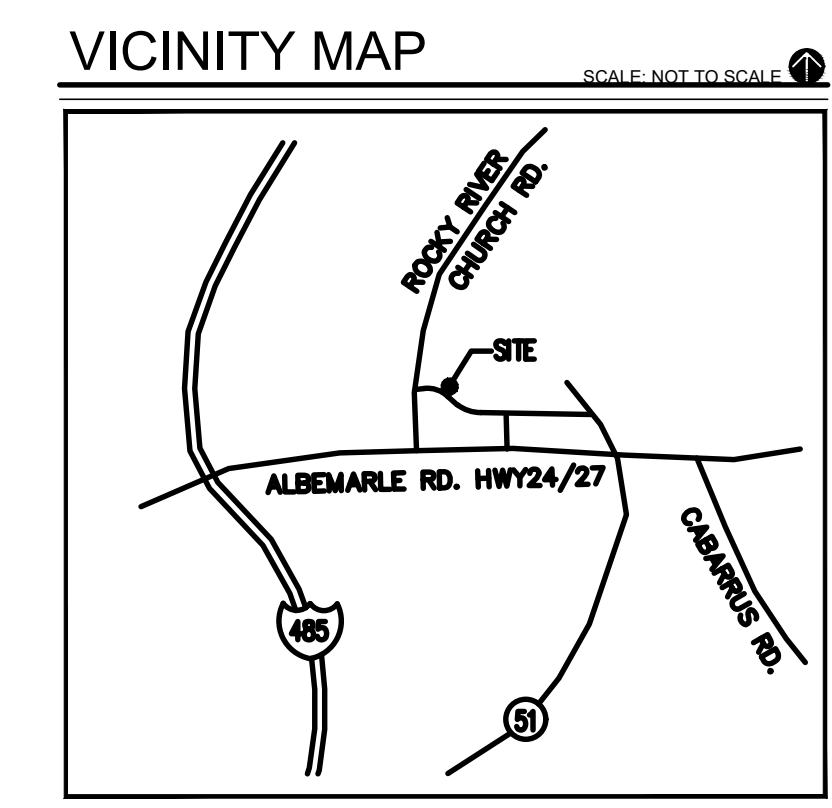 VICINITY MAP
SCALE: NOT TO SCALE
ROCKY RIVER
CHURCH RD.
SITE
ALBEMARLE RD. HWY24/27
CABARRUS RD.
485
51